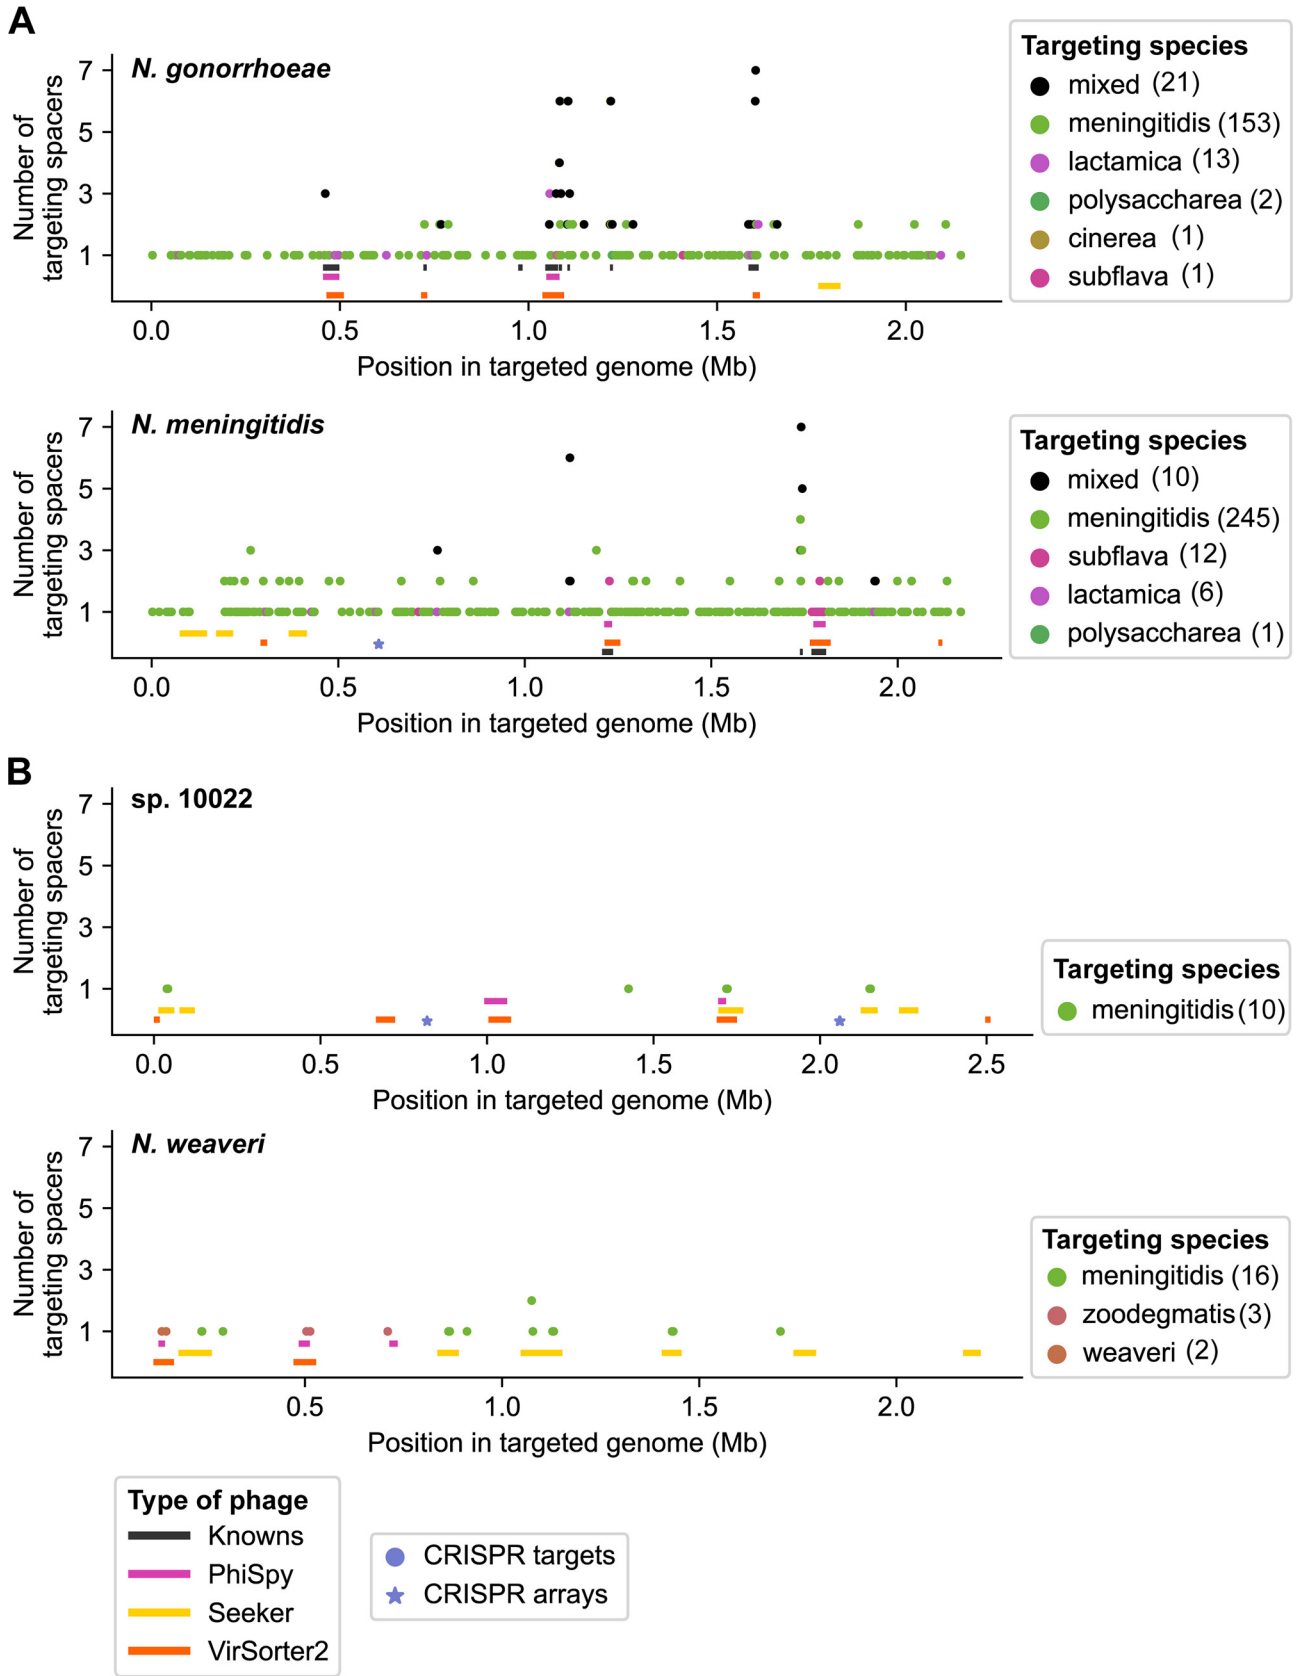 A
N. gonorrhoeae
Number of
targeting spacers
7
5
3
1
0.0 0.5 1.0 1.5 2.0
Position in targeted genome (Mb)
Targeting species
mixed (21)
meningitidis (153)
lactamica (13)
polysaccharea (2)
cinerea (1)
subflava (1)
N. meningitidis
Number of
targeting spacers
7
5
3
1
0.0 0.5 1.0 1.5 2.0
Position in targeted genome (Mb)
Targeting species
mixed (10)
meningitidis (245)
subflava (12)
lactamica (6)
polysaccharea (1)
B
sp. 10022
Number of
targeting spacers
7
5
3
1
0.0 0.5 1.0 1.5 2.0 2.5
Position in targeted genome (Mb)
Targeting species
meningitidis (10)
N. weaveri
Number of
targeting spacers
7
5
3
1
0.5 1.0 1.5 2.0
Position in targeted genome (Mb)
Targeting species
meningitidis (16)
zoodegmatis (3)
weaveri (2)
Type of phage
Knowns
PhiSpy
Seeker
VirSorter2
CRISPR targets
CRISPR arrays